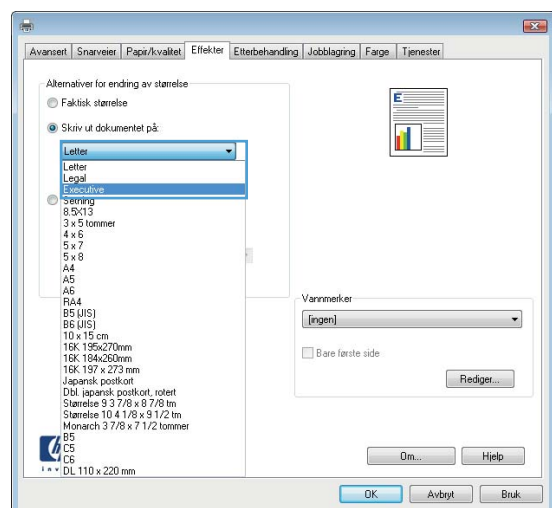 Avansert Snarveier Papir/kvalitet Effekter Etterbehandling Jobblagring Farge Tjenester
Alternativer for endring av størrelse
Faktisk størrelse
Skriv ut dokumentet på:
Letter
Letter
Legal
Executive
Setning
8.5X13
3 x 5 tommer
4 x 6
5 x 7
5 x 8
A4
A5
A6
RA4
B5 (JIS)
B6 (JIS)
10 x 15 cm
16K 195x270mm
16K 184x260mm
16K 197 x 273 mm
Japansk postkort
Dbl. japansk postkort, rotert
Størrelse 9 3 7/8 x 8 7/8 tm
Størrelse 10 4 1/8 x 9 1/2 tm
Monarch 3 7/8 x 7 1/2 tommer
B5
C5
C6
DL 110 x 220 mm
E
Vannmerker
[ingen]
Bare første side
Rediger...
Om... Hjelp
OK Avbryt Bruk